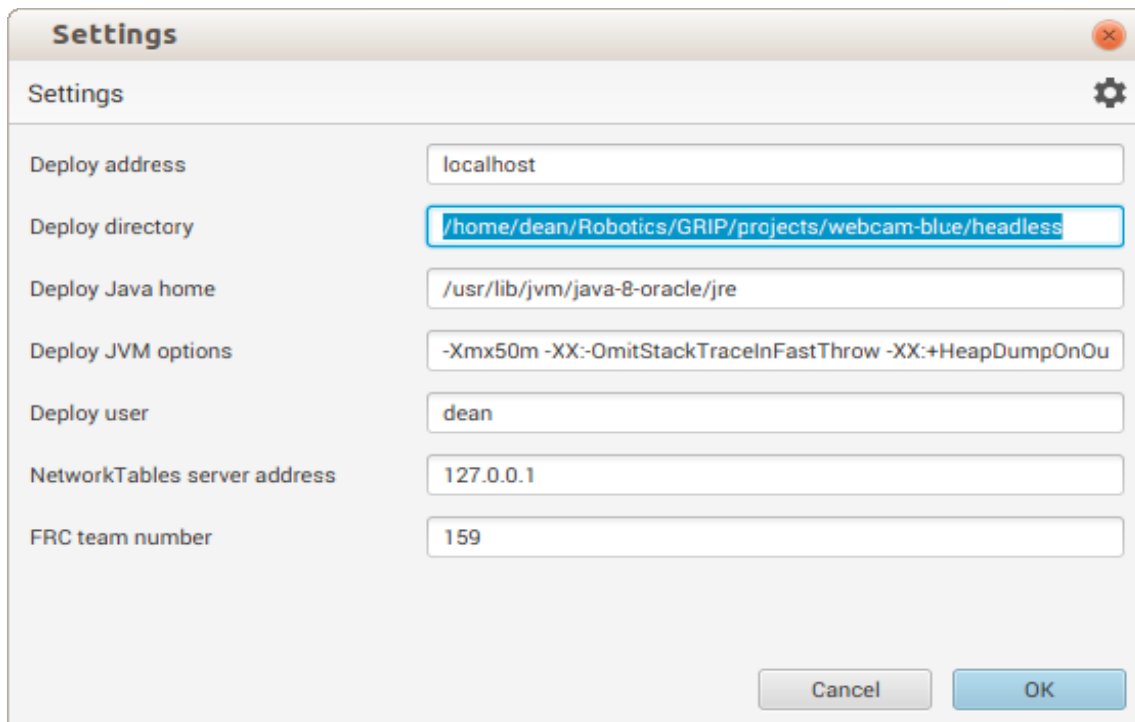 Settings
Settings
Deploy address localhost
Deploy directory /home/dean/Robotics/GRIP/projects/webcam-blue/headless
Deploy Java home /usr/lib/jvm/java-8-oracle/jre
Deploy JVM options -Xmx50m -XX:-OmitStackTraceInFastThrow -XX:+HeapDumpOnOu
Deploy user dean
NetworkTables server address 127.0.0.1
FRC team number 159
Cancel OK